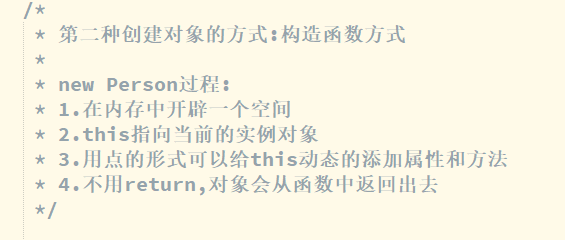 /*
* 第二种创建对象的方式:构造函数方式
*
* new Person过程:
* 1.在内存中开辟一个空间
* 2.this指向当前的实例对象
* 3.用点的形式可以给this动态的添加属性和方法
* 4.不用return,对象会从函数中返回出去
*/